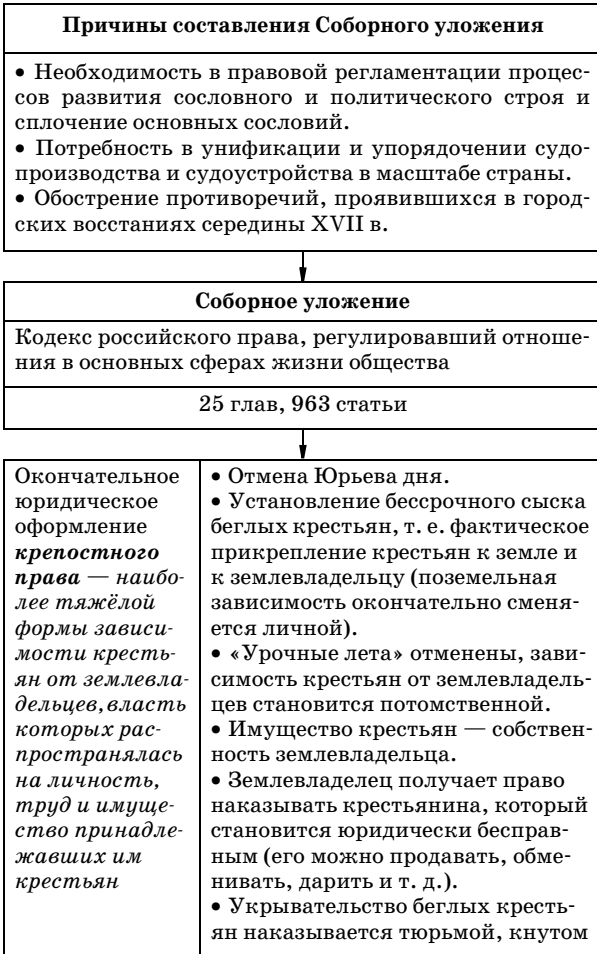 Причины составления Соборного уложения
• Необходимость в правовой регламентации процес-
сов развития сословного и политического строя и
сплочение основных сословий.
• Потребность в унификации и упорядочении судо-
производства и судоустройства в масштабе страны.
• Обострение противоречий, проявившихся в город-
ских восстаниях середины XVII в.
Соборное уложение
Кодекс российского права, регулировавший отноше-
ния в основных сферах жизни общества
25 глав, 963 статьи
Окончательное
юридическое
оформление
крепостного
права — наибо-
лее тяжёлой
формы зависи-
мости кресть-
ян от землевла-
дельцев,власть
которых рас-
пространялась
на личность,
труд и имуще-
ство принадле-
жавших им
крестьян
• Отмена Юрьева дня.
• Установление бессрочного сыска
беглых крестьян, т. е. фактическое
прикрепление крестьян к земле и
к землевладельцу (поземельная
зависимость окончательно сменя-
ется личной).
• «Урочные лета» отменены, зави-
симость крестьян от землевладель-
цев становится потомственной.
• Имущество крестьян — собствен-
ность землевладельца.
• Землевладелец получает право
наказывать крестьянина, который
становится юридически бесправ-
ным (его можно продавать, обме-
нивать, дарить и т. д.).
• Укрывательство беглых кресть-
ян наказывается тюрьмой, кнутом